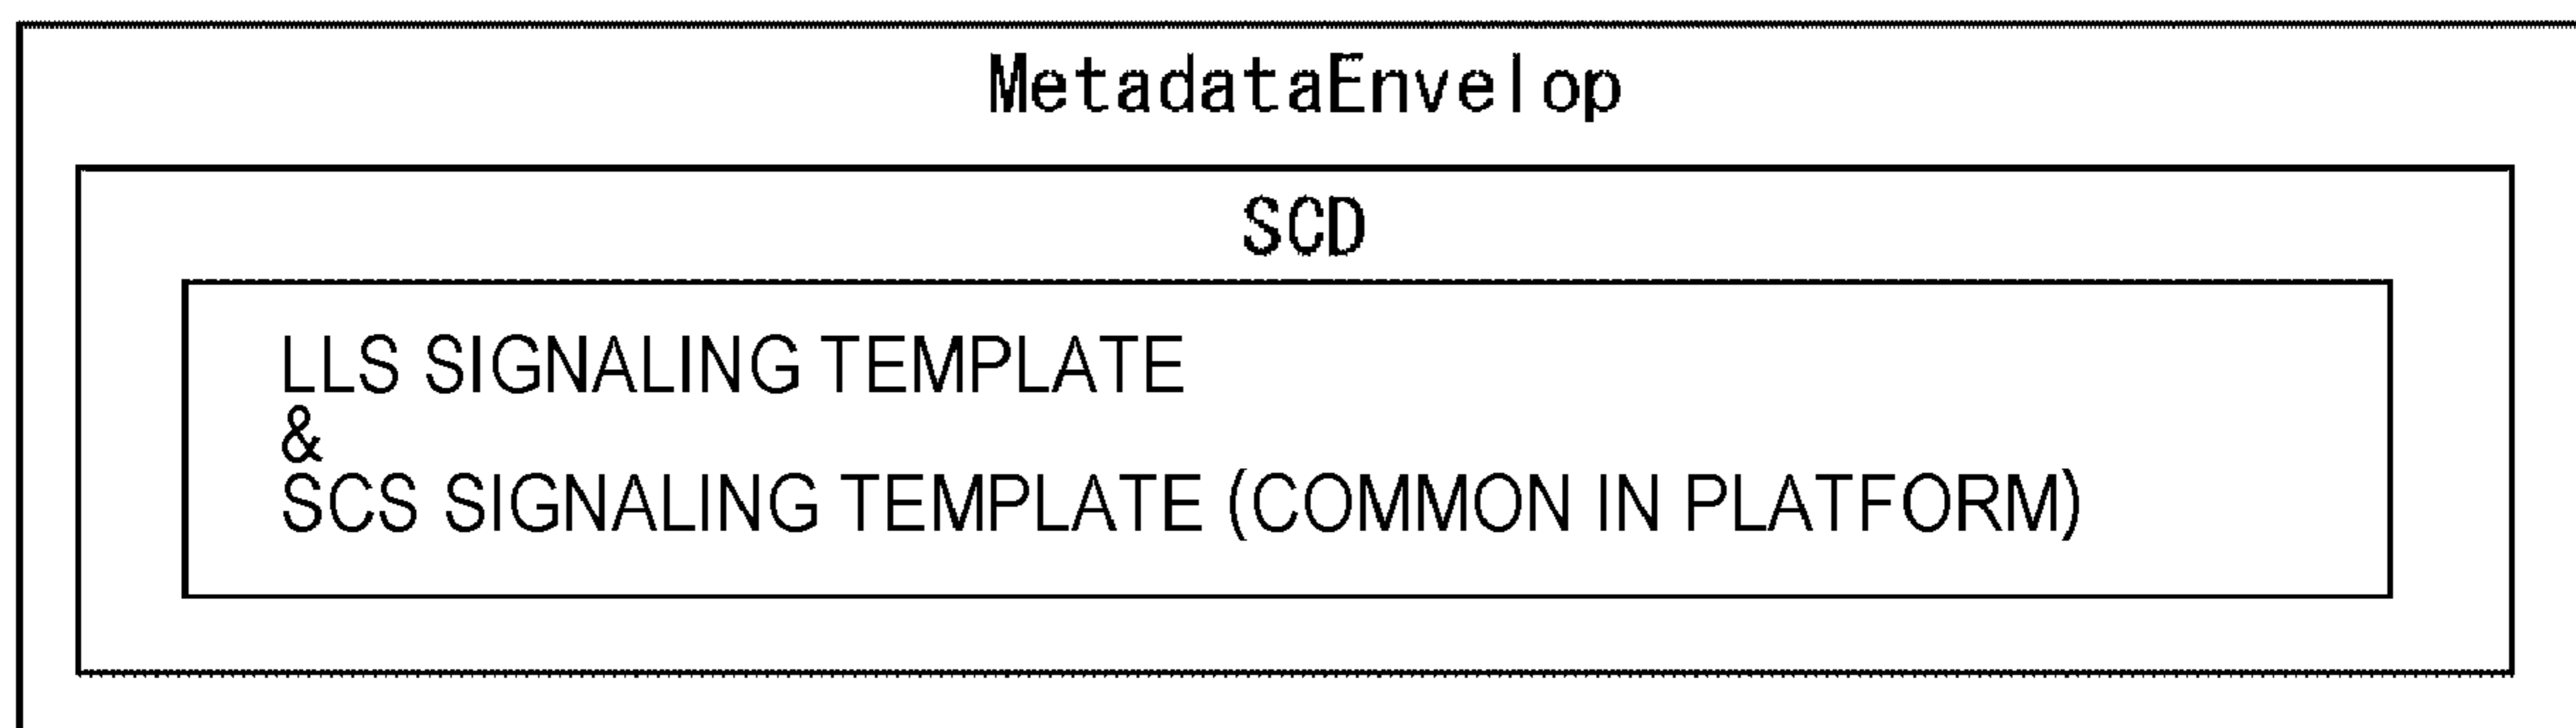 MetadataEnvelop
SCD
LLS SIGNALING TEMPLATE
&
SCS SIGNALING TEMPLATE (COMMON IN PLATFORM)